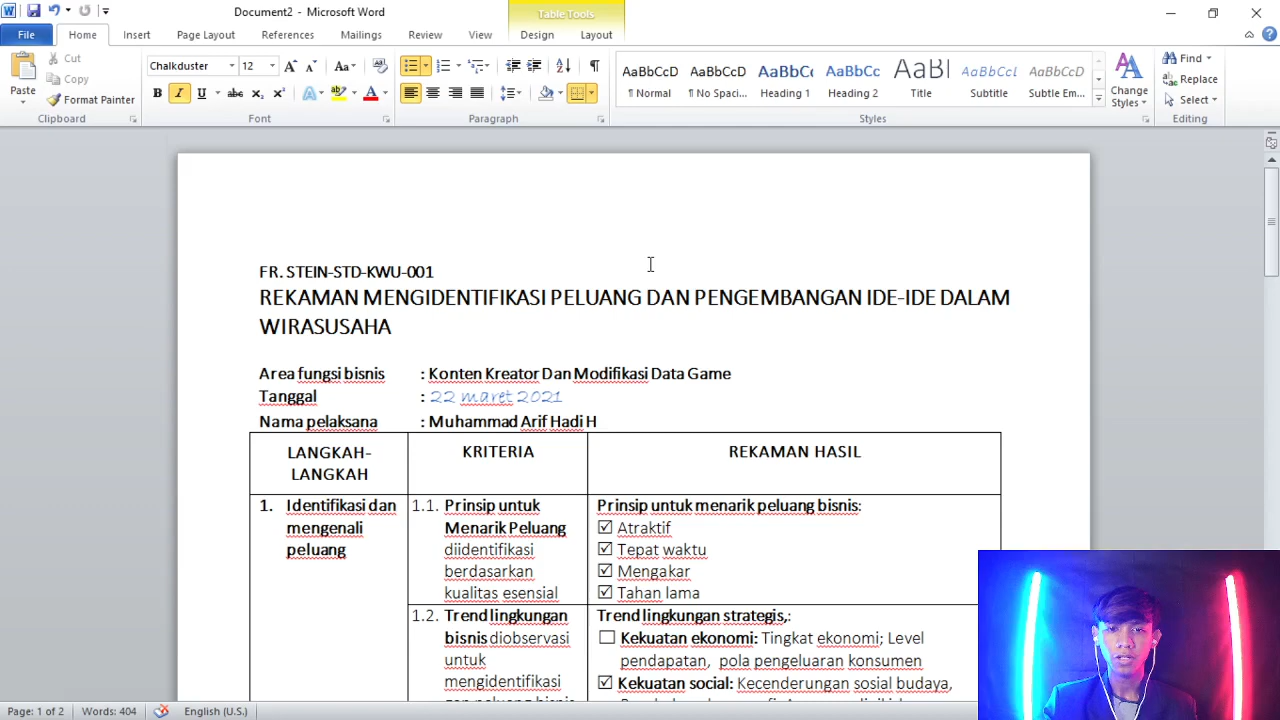 Document2 - Microsoft Word
Table Tools
File Home Insert Page Layout References Mailings Review View Design Layout
Paste
Cut
Copy
Format Painter
Clipboard
Chalkduster 12
B I U abc
Font
Paragraph
AaBbCcD AaBbCcD AaBbCc AaBbCc AaBb AaBbCcL AaBbCcD
¶ Normal ¶ No Spaci... Heading 1 Heading 2 Title Subtitle Subtle Em...
Styles
Change Styles
Find
Replace
Select
Editing
FR. STEIN-STD-KWU-001
REKAMAN MENGIDENTIFIKASI PELUANG DAN PENGEMBANGAN IDE-IDE DALAM
WIRASUSAHA
Area fungsi bisnis : Konten Kreator Dan Modifikasi Data Game
Tanggal : 22 maret 2021
Nama pelaksana : Muhammad Arif Hadi H
LANGKAH-
LANGKAH
KRITERIA
REKAMAN HASIL
1. Identifikasi dan
mengenali
peluang
1.1. Prinsip untuk
Menarik Peluang
diidentifikasi
berdasarkan
kualitas esensial
Prinsip untuk menarik peluang bisnis:
☑ Atraktif
☑ Tepat waktu
☑ Mengakar
☑ Tahan lama
1.2. Trend lingkungan
bisnis diobservasi
untuk
mengidentifikasi
Trend lingkungan strategis,:
☐ Kekuatan ekonomi: Tingkat ekonomi; Level
pendapatan, pola pengeluaran konsumen
☑ Kekuatan social: Kecenderungan sosial budaya,
Page: 1 of 2 Words: 404 English (U.S.)